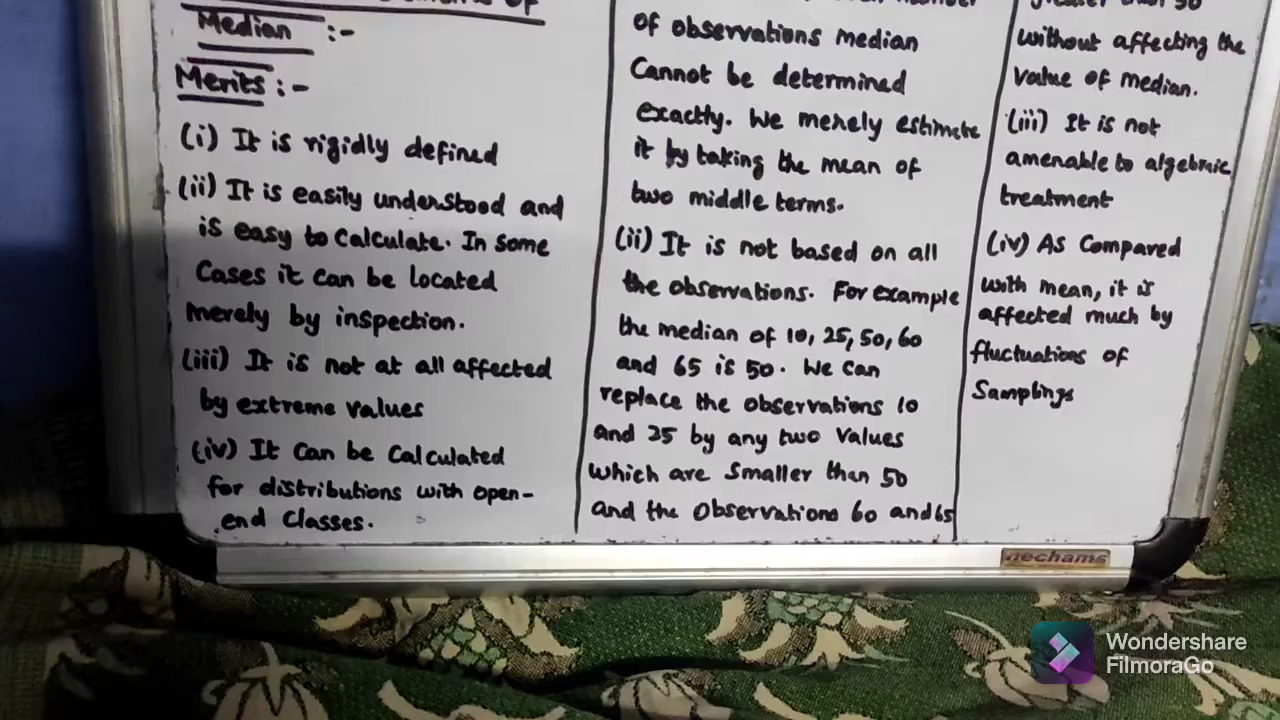 Median :-
Merits :-
(i) It is rigidly defined
(ii) It is easily understood and
is easy to calculate. In some
Cases it can be located
merely by inspection.
(iii) It is not at all affected
by extreme values
(iv) It Can be Calculated
for distributions with open-
end Classes.
of observations median
Cannot be determined
exactly. We merely estimate
it by taking the mean of
two middle terms.
(ii) It is not based on all
the observations. For example
the median of 10, 25, 50, 60
and 65 is 50. We Can
replace the observations 10
and 25 by any two Values
which are Smaller than 50
and the Observations 60 and 65
without affecting the
value of median.
(iii) It is not
amenable to algebraic
treatment
(iv) As Compared
with mean, it is
affected much by
fluctuations of
Samplings
nechams
Wondershare
FilmoraGo